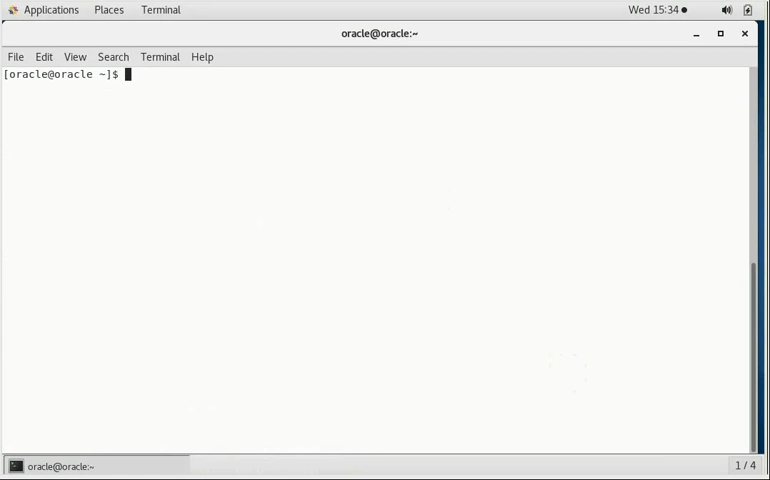 Applications Places Terminal Wed 15:34
oracle@oracle:~
File Edit View Search Terminal Help
[oracle@oracle ~]$
oracle@oracle:~ 1 / 4